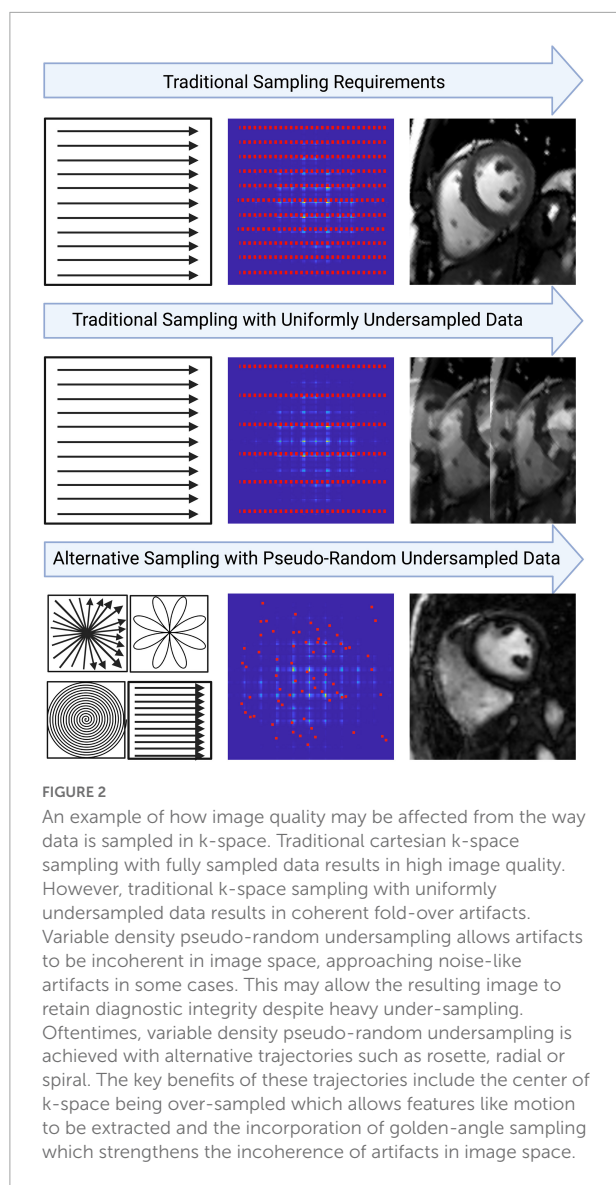 Traditional Sampling Requirements
Traditional Sampling with Uniformly Undersampled Data
Alternative Sampling with Pseudo-Random Undersampled Data
FIGURE 2
An example of how image quality may be affected from the way
data is sampled in k-space. Traditional cartesian k-space
sampling with fully sampled data results in high image quality.
However, traditional k-space sampling with uniformly
undersampled data results in coherent fold-over artifacts.
Variable density pseudo-random undersampling allows artifacts
to be incoherent in image space, approaching noise-like
artifacts in some cases. This may allow the resulting image to
retain diagnostic integrity despite heavy under-sampling.
Oftentimes, variable density pseudo-random undersampling is
achieved with alternative trajectories such as rosette, radial or
spiral. The key benefits of these trajectories include the center of
k-space being over-sampled which allows features like motion
to be extracted and the incorporation of golden-angle sampling
which strengthens the incoherence of artifacts in image space.